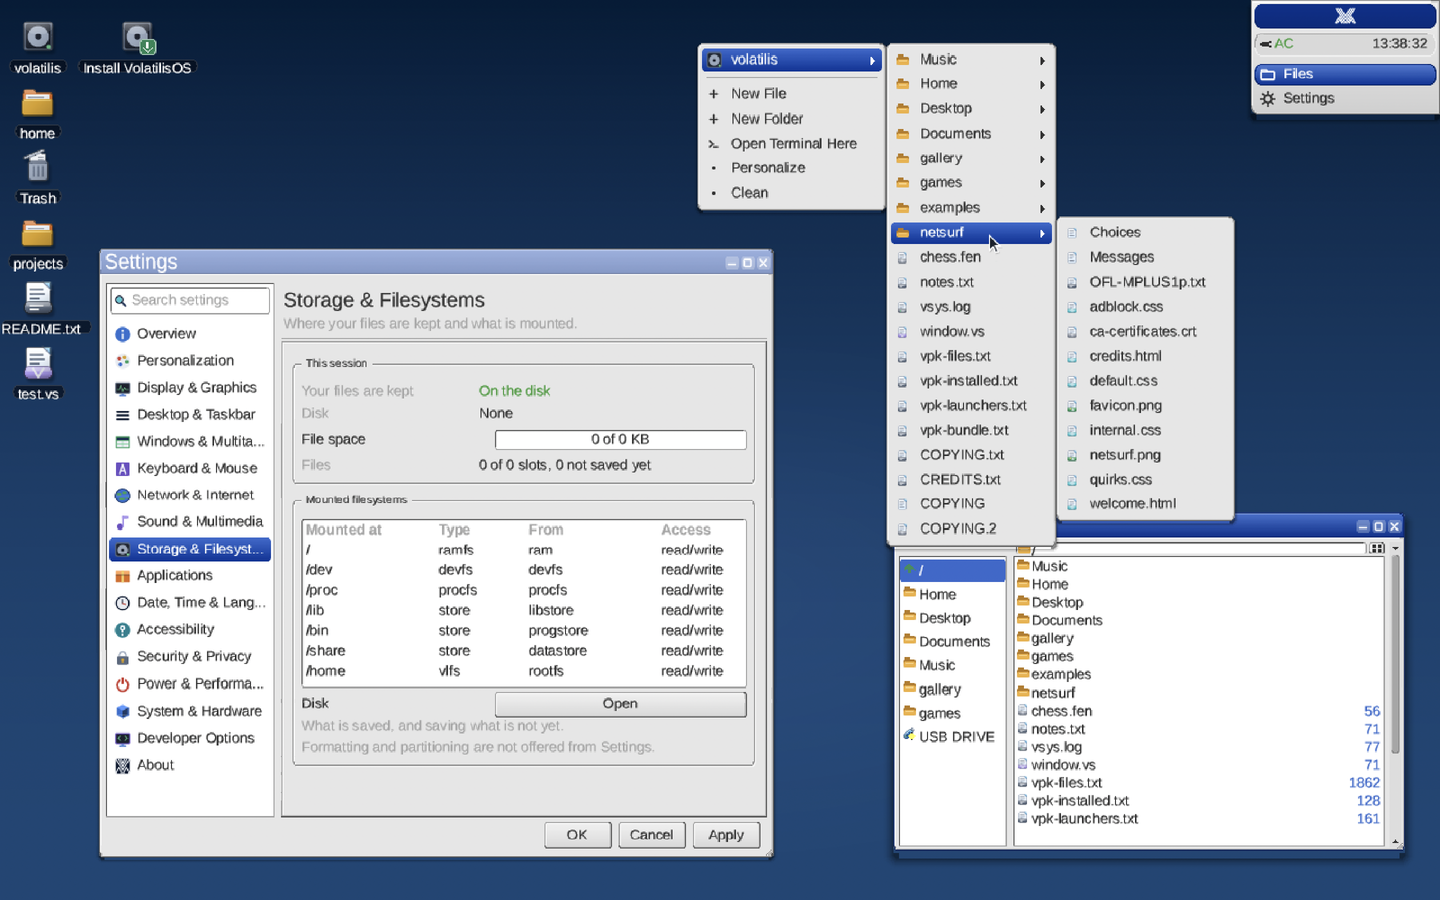 volatilis
Install VolatilisOS
home
Trash
projects
README.txt
test.vs
AC
13:38:32
Files
Settings
volatilis
New File
New Folder
Open Terminal Here
Personalize
Clean
Music
Home
Desktop
Documents
gallery
games
examples
netsurf
chess.fen
notes.txt
vsys.log
window.vs
vpk-files.txt
vpk-installed.txt
vpk-launchers.txt
vpk-bundle.txt
COPYING.txt
CREDITS.txt
COPYING
COPYING.2
Choices
Messages
OFL-MPLUS1p.txt
adblock.css
ca-certificates.crt
credits.html
default.css
favicon.png
internal.css
netsurf.png
quirks.css
welcome.html
Settings
Search settings
Overview
Personalization
Display & Graphics
Desktop & Taskbar
Windows & Multita...
Keyboard & Mouse
Network & Internet
Sound & Multimedia
Storage & Filesyst...
Applications
Date, Time & Lang...
Accessibility
Security & Privacy
Power & Performa...
System & Hardware
Developer Options
About
Storage & Filesystems
Where your files are kept and what is mounted.
This session
Your files are kept On the disk
Disk None
File space 0 of 0 KB
Files 0 of 0 slots, 0 not saved yet
Mounted filesystems
Mounted at Type From Access
/ ramfs ram read/write
/dev devfs devfs read/write
/proc procfs procfs read/write
/lib store libstore read/write
/bin store progstore read/write
/share store datastore read/write
/home vlfs rootfs read/write
Disk Open
What is saved, and saving what is not yet.
Formatting and partitioning are not offered from Settings.
OK Cancel Apply
/
/
Home
Desktop
Documents
Music
gallery
games
USB DRIVE
Music
Home
Desktop
Documents
gallery
games
examples
netsurf
chess.fen 56
notes.txt 71
vsys.log 77
window.vs 71
vpk-files.txt 1862
vpk-installed.txt 128
vpk-launchers.txt 161